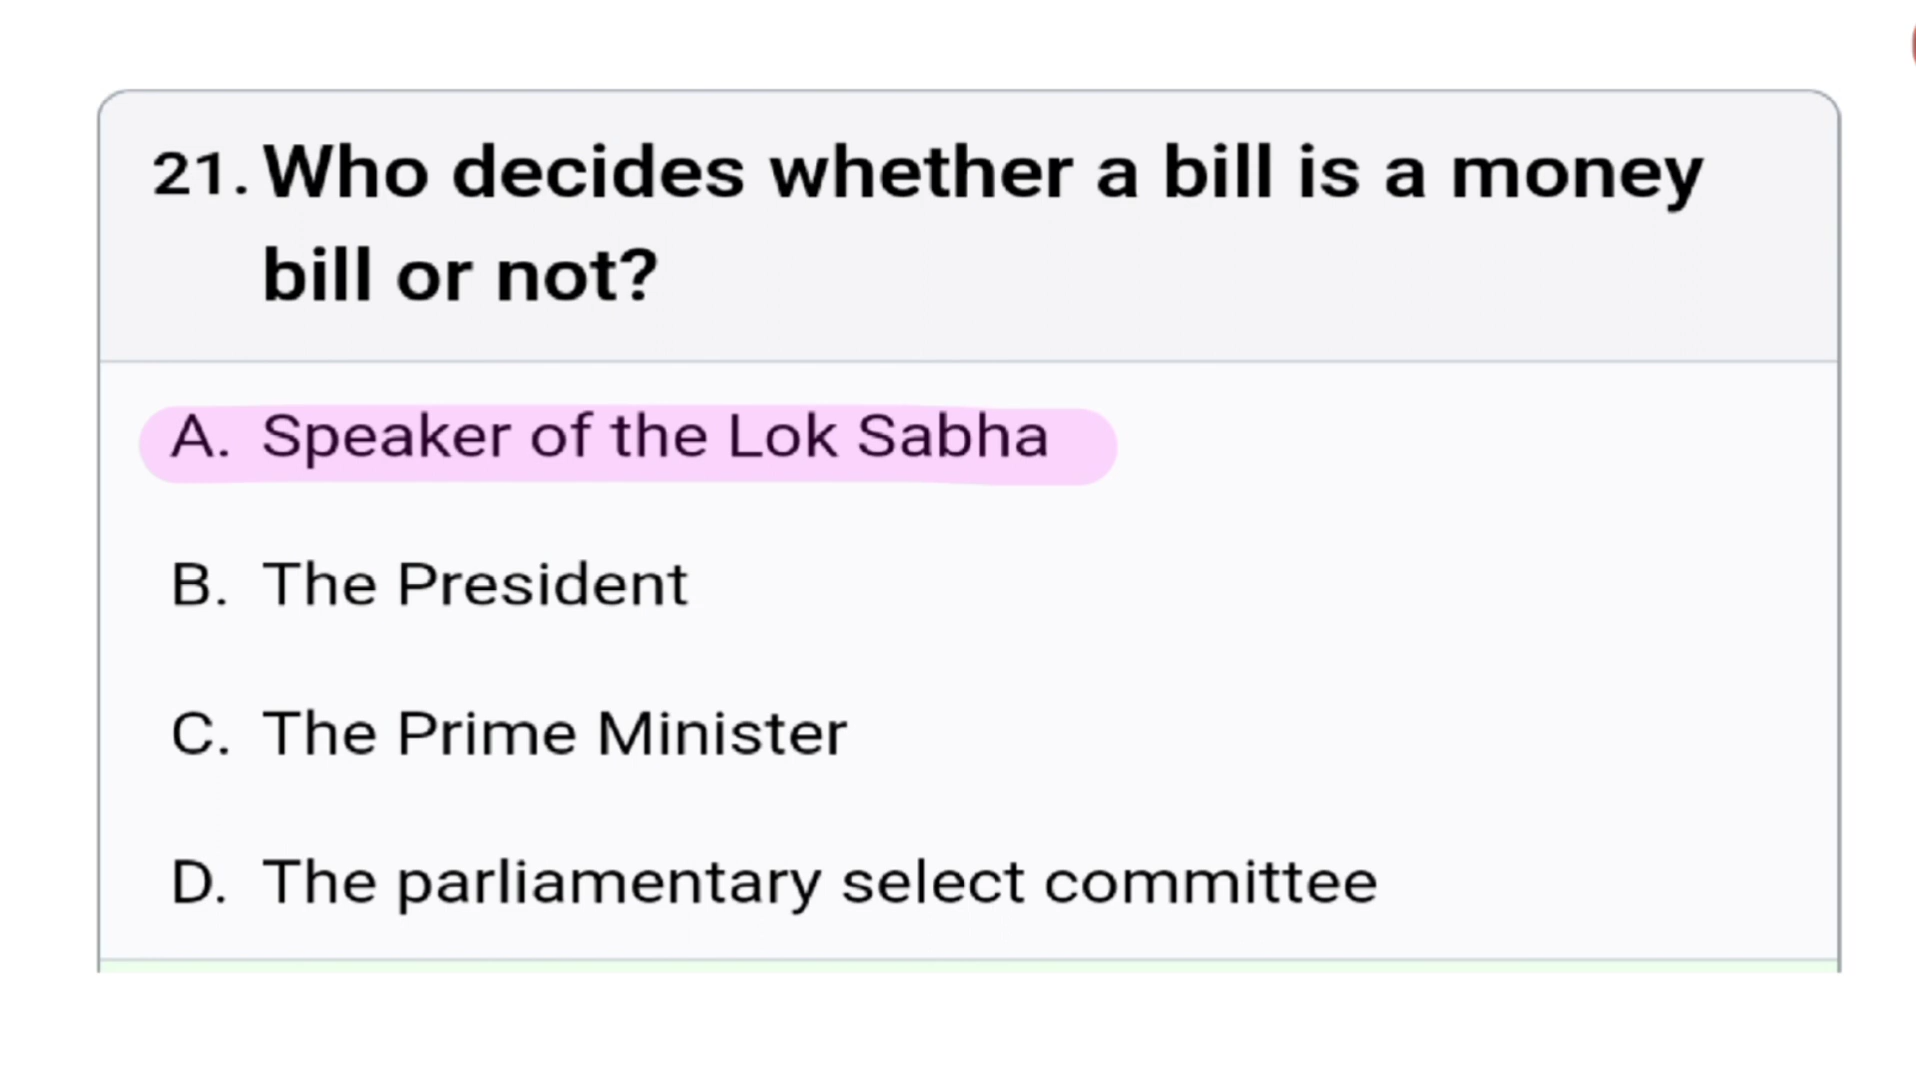 21. Who decides whether a bill is a money
bill or not?
A. Speaker of the Lok Sabha
B. The President
C. The Prime Minister
D. The parliamentary select committee